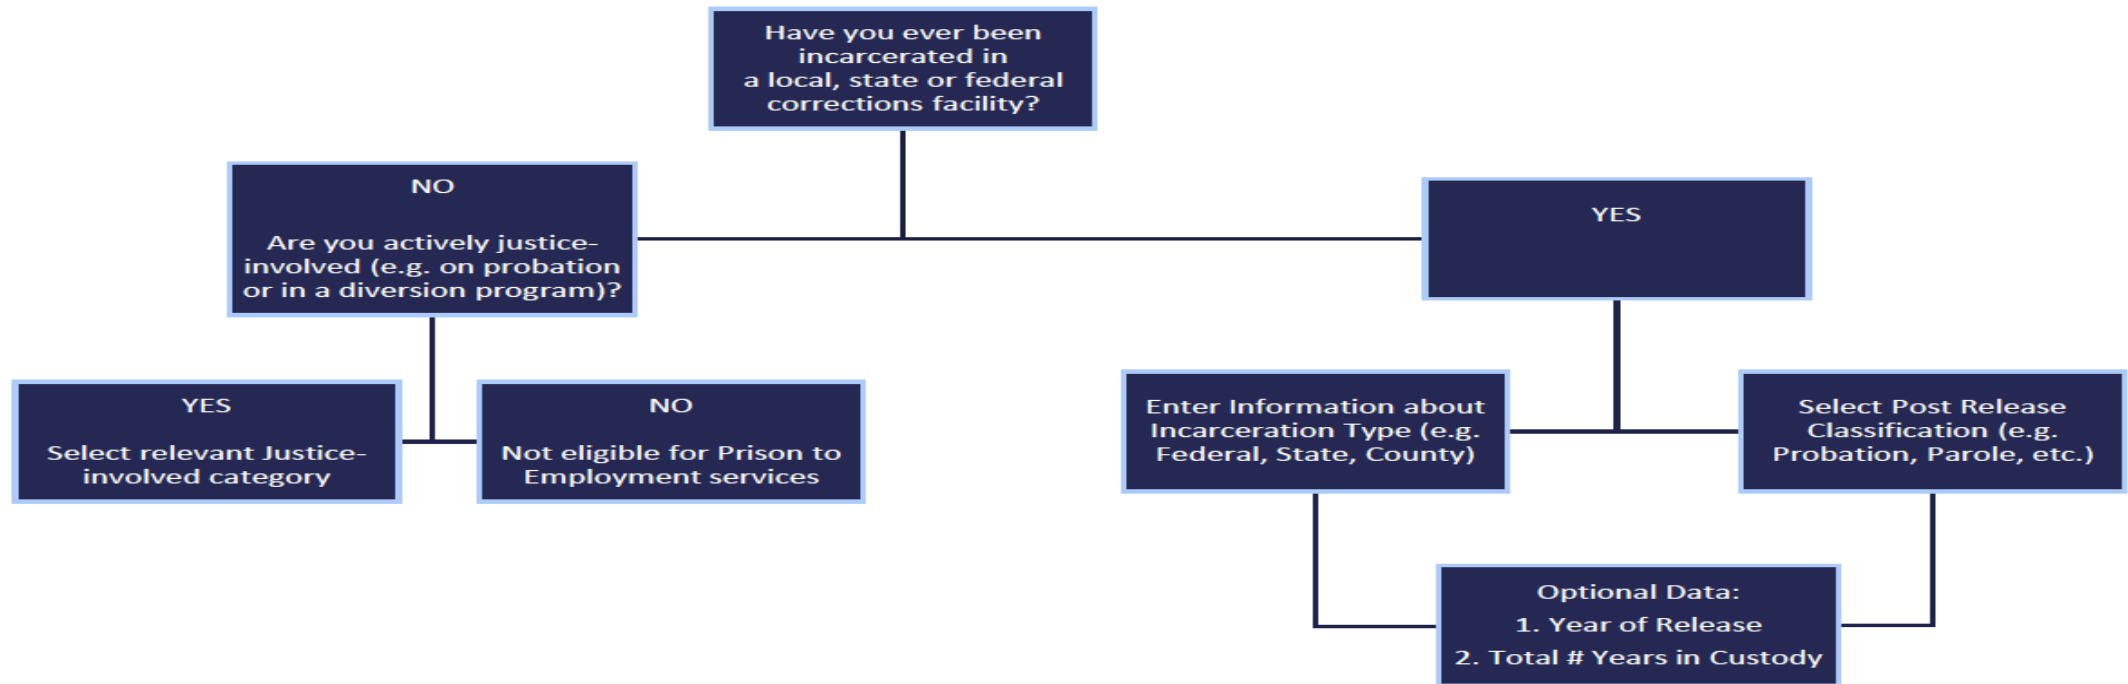 Have you ever been
incarcerated in
a local, state or federal
corrections facility?
NO
Are you actively justice-
involved (e.g. on probation
or in a diversion program)?
YES
YES
Select relevant Justice-
involved category
NO
Not eligible for Prison to
Employment services
Enter Information about
Incarceration Type (e.g.
Federal, State, County)
Select Post Release
Classification (e.g.
Probation, Parole, etc.)
Optional Data:
1. Year of Release
2. Total # Years in Custody